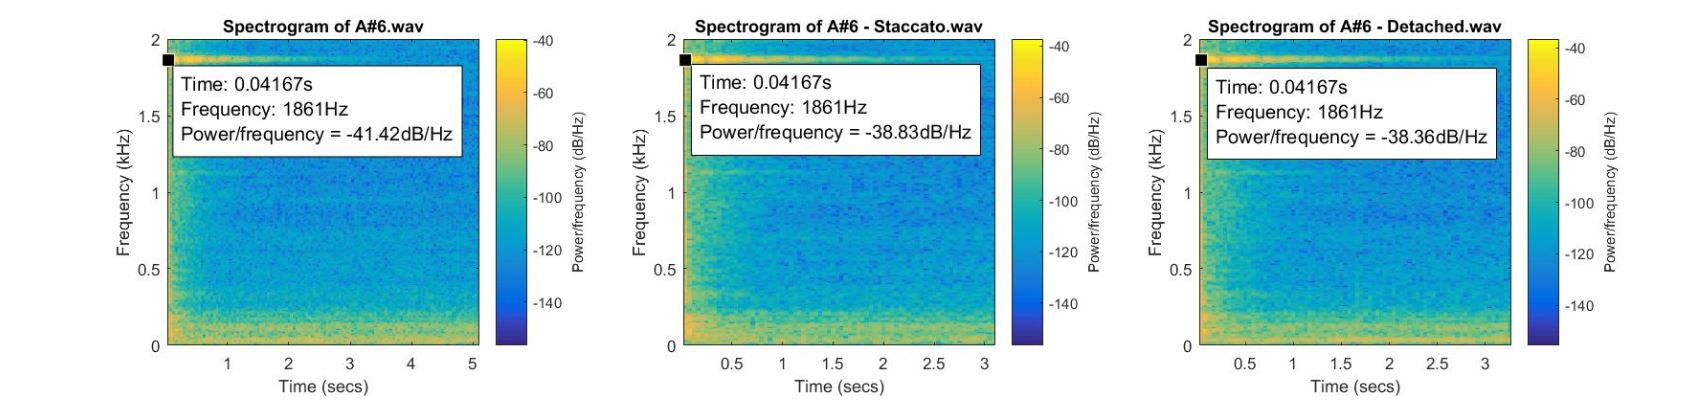 Spectrogram of A#6.wav
2
1.5
1
0.5
0
Frequency (kHz)
Time: 0.04167s
Frequency: 1861Hz
Power/frequency = -41.42dB/Hz
1 2 3 4 5
Time (secs)
-40
-60
-80
-100
-120
-140
Power/frequency (dB/Hz)
Spectrogram of A#6 - Staccato.wav
2
1.5
1
0.5
0
Frequency (kHz)
Time: 0.04167s
Frequency: 1861Hz
Power/frequency = -38.83dB/Hz
0.5 1 1.5 2 2.5 3
Time (secs)
-40
-60
-80
-100
-120
-140
Power/frequency (dB/Hz)
Spectrogram of A#6 - Detached.wav
2
1.5
1
0.5
0
Frequency (kHz)
Time: 0.04167s
Frequency: 1861Hz
Power/frequency = -38.36dB/Hz
0.5 1 1.5 2 2.5 3
Time (secs)
-40
-60
-80
-100
-120
-140
Power/frequency (dB/Hz)